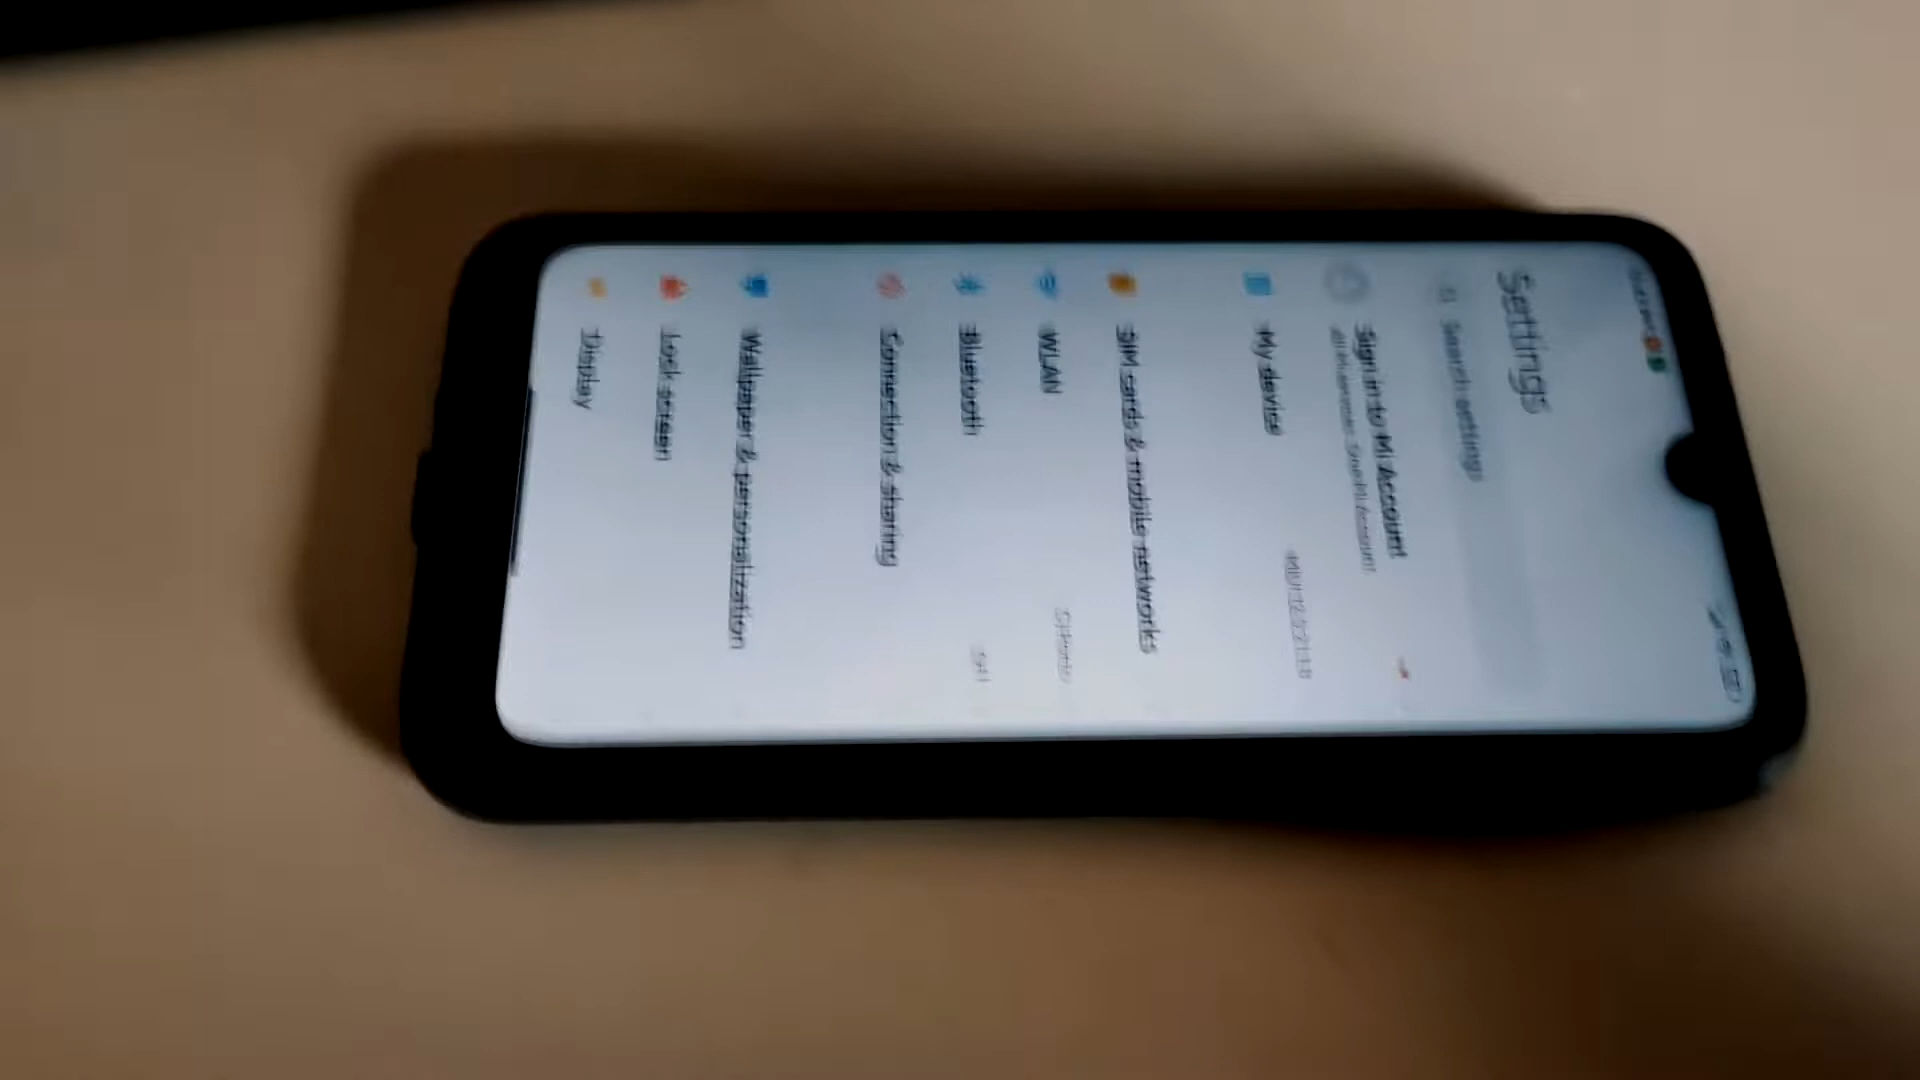 Settings
Search settings
Sign in to Mi Account
My device
SIM cards & mobile networks
WLAN
Bluetooth
Connection & sharing
Wallpaper & personalization
Lock screen
Display